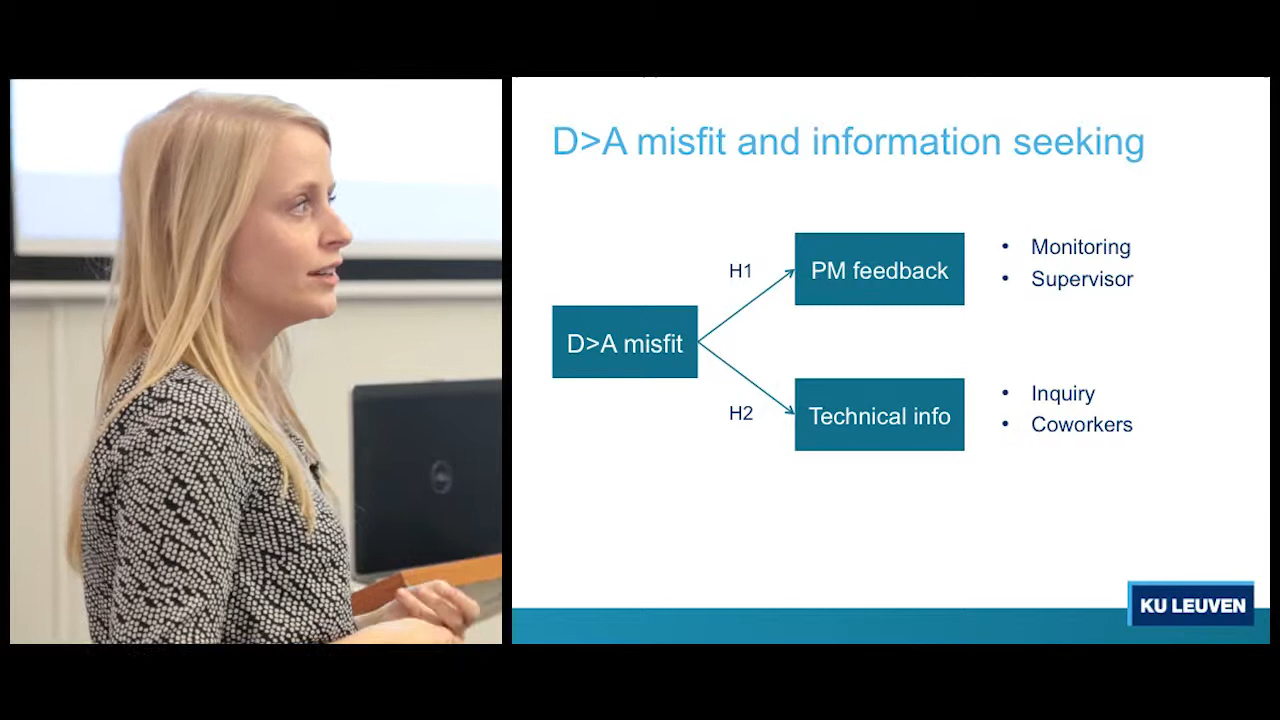 D>A misfit and information seeking
H1
PM feedback
• Monitoring
• Supervisor
D>A misfit
H2
Technical info
• Inquiry
• Coworkers
KU LEUVEN